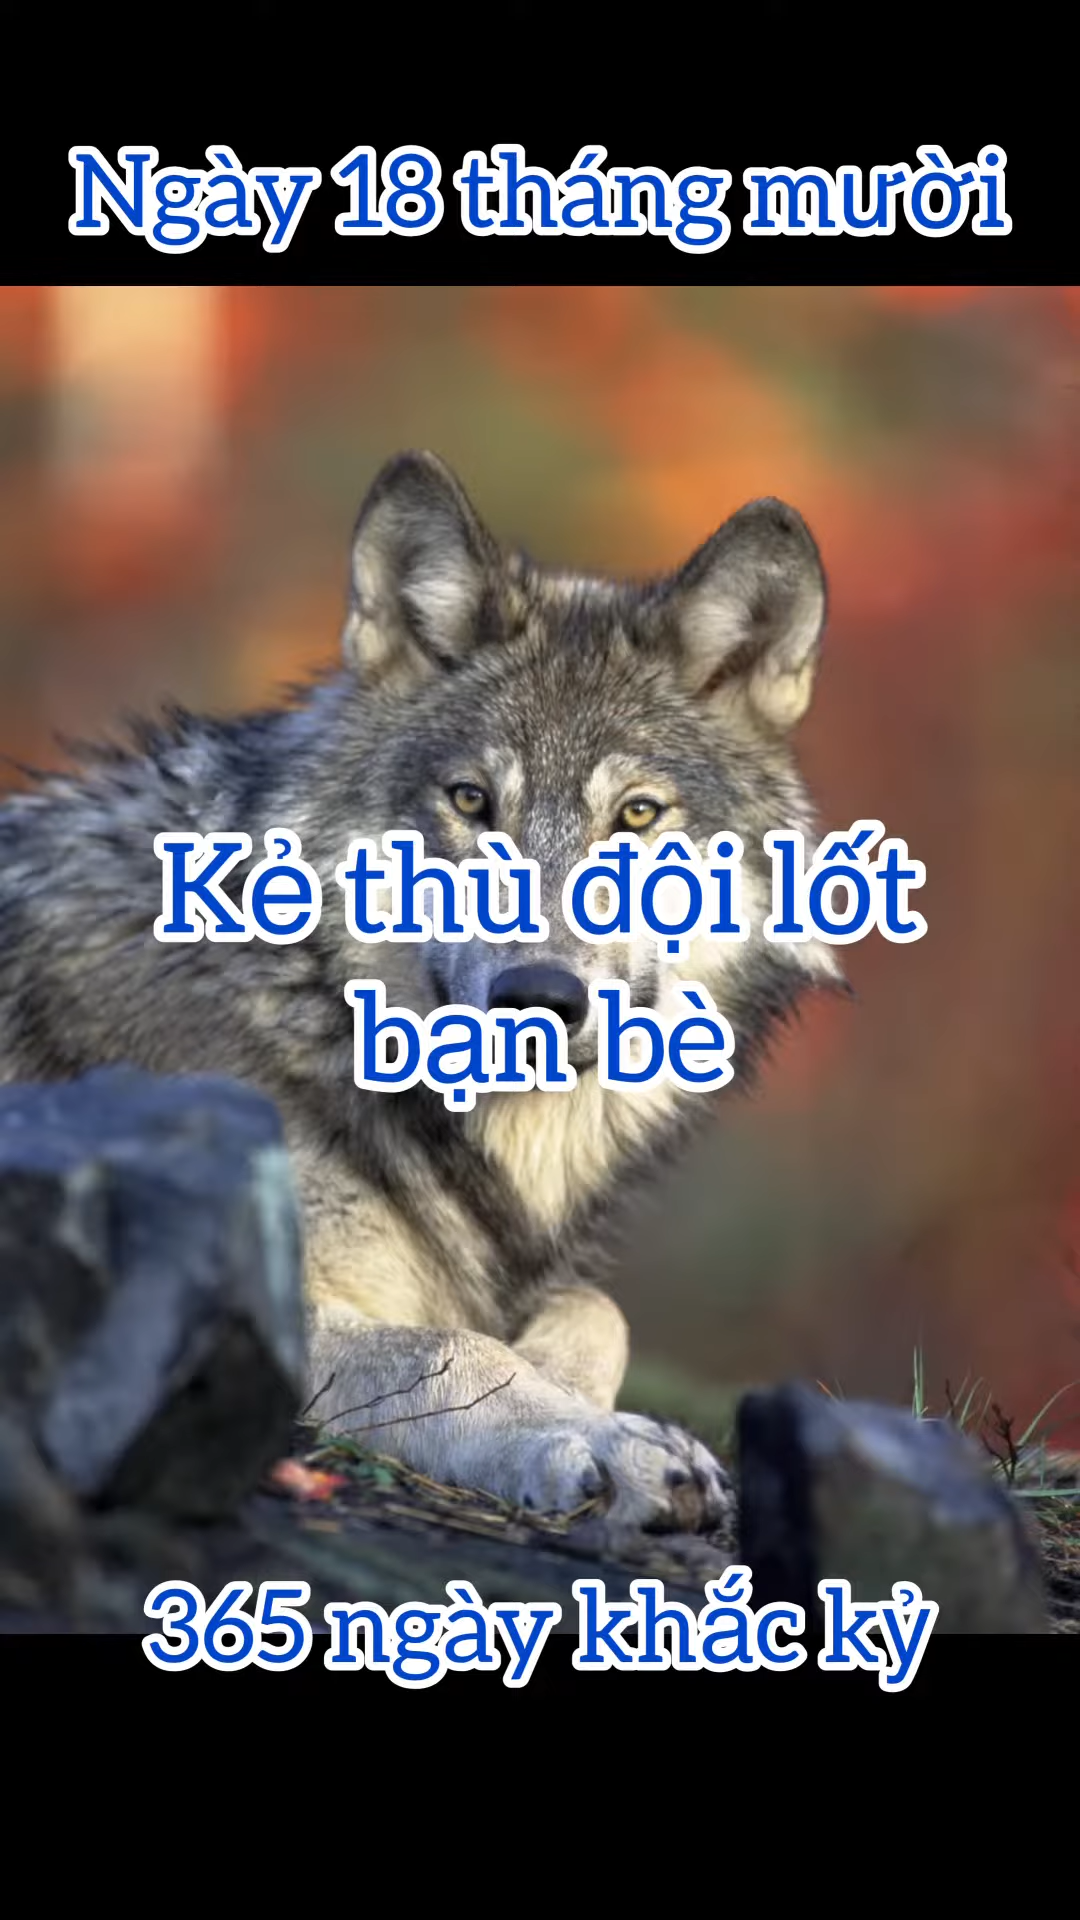 Ngày 18 tháng mười
Kẻ thù đội lốt
bạn bè
365 ngày khắc kỷ